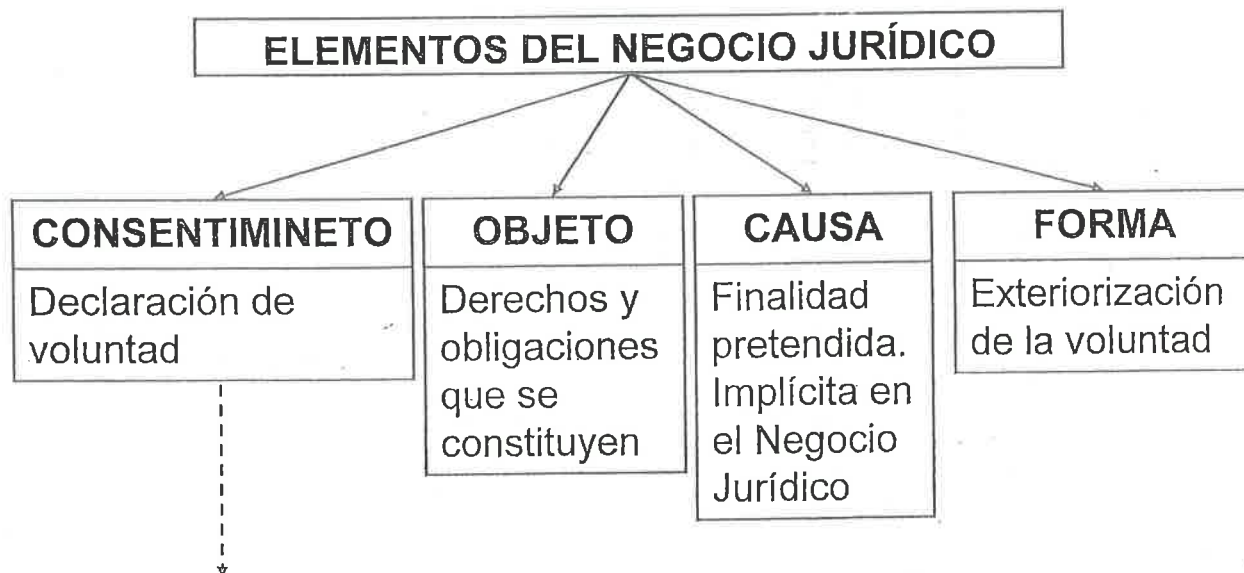 ELEMENTOS DEL NEGOCIO JURÍDICO
CONSENTIMINETO
Declaración de
voluntad
OBJETO
Derechos y
obligaciones
que se
constituyen
CAUSA
Finalidad
pretendida.
Implícita en
el Negocio
Jurídico
FORMA
Exteriorización
de la voluntad